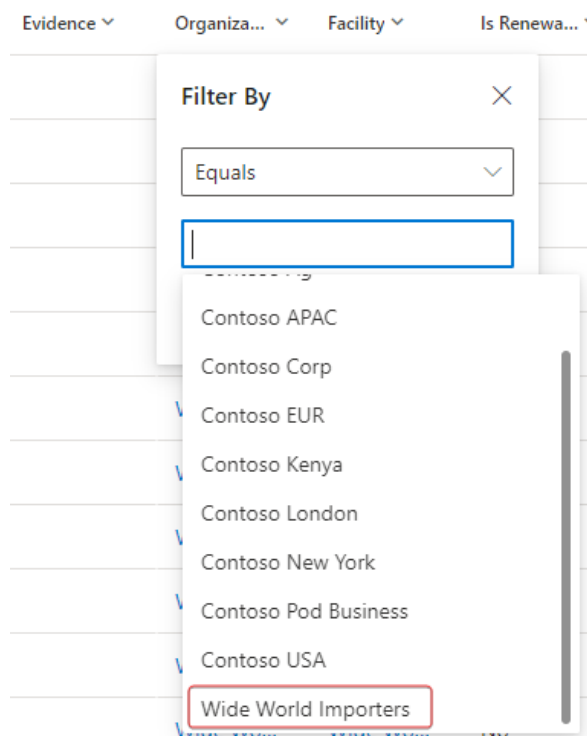 Evidence
Organiza...
Facility
Is Renewa...
Filter By
Equals
Contoso APAC
Contoso Corp
Contoso EUR
Contoso Kenya
Contoso London
Contoso New York
Contoso Pod Business
Contoso USA
Wide World Importers